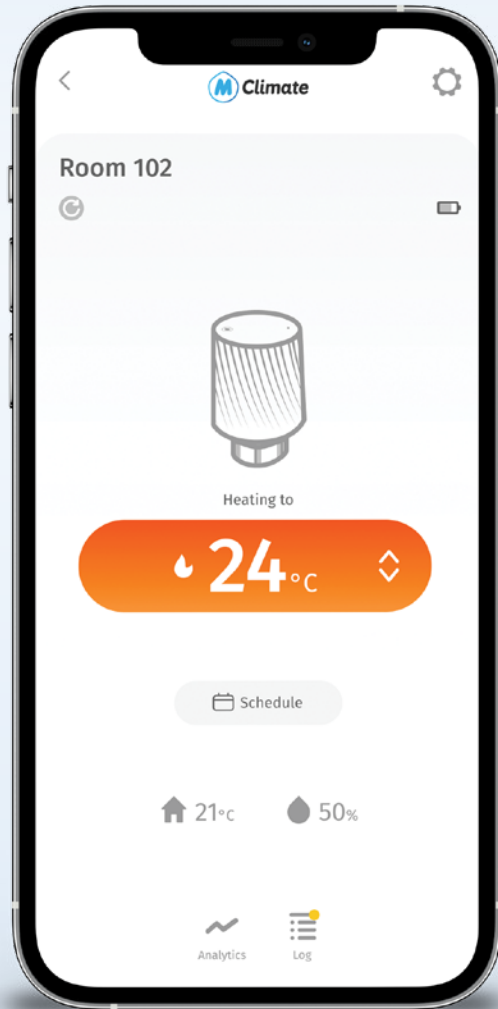 M Climate
Room 102
Heating to
24°C
Schedule
21°C 50%
Analytics Log